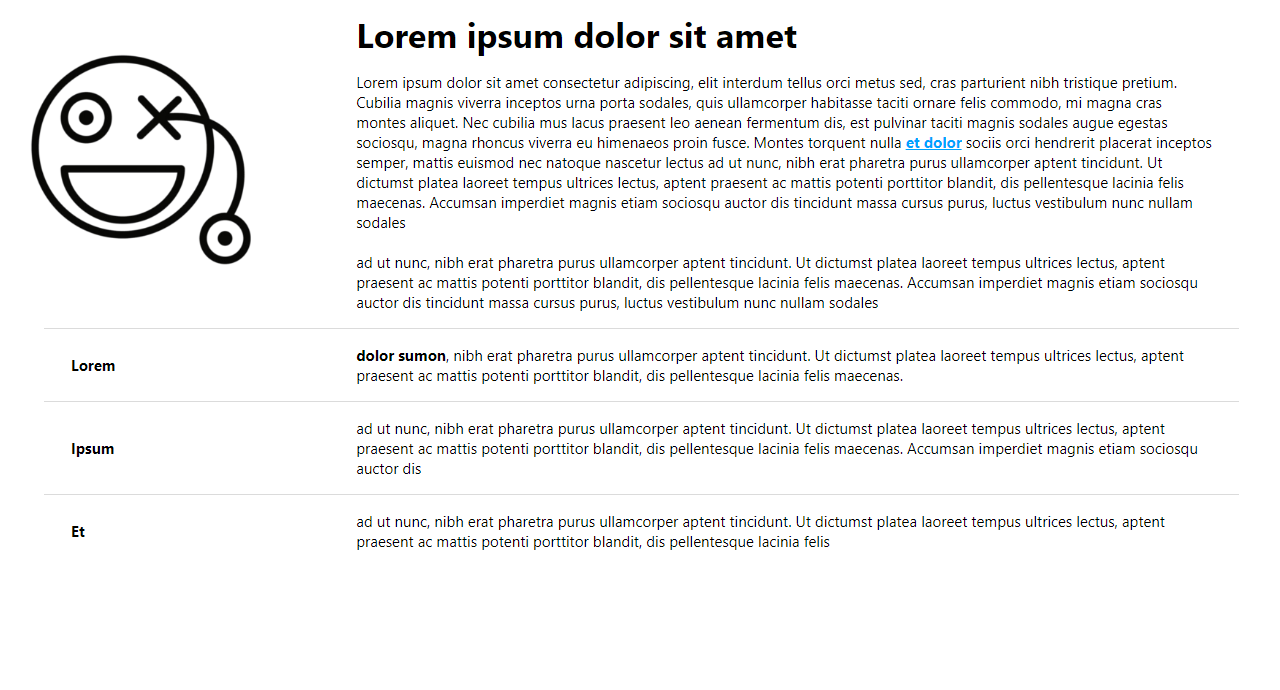 Lorem ipsum dolor sit amet
Lorem ipsum dolor sit amet consectetur adipiscing, elit interdum tellus orci metus sed, cras parturient nibh tristique pretium.
Cubilia magnis viverra inceptos urna porta sodales, quis ullamcorper habitasse taciti ornare felis commodo, mi magna cras
montes aliquet. Nec cubilia mus lacus praesent leo aenean fermentum dis, est pulvinar taciti magnis sodales augue egestas
sociosqu, magna rhoncus viverra eu himenaeos proin fusce. Montes torquent nulla et dolor sociis orci hendrerit placerat inceptos
semper, mattis euismod nec natoque nascetur lectus ad ut nunc, nibh erat pharetra purus ullamcorper aptent tincidunt. Ut
dictumst platea laoreet tempus ultrices lectus, aptent praesent ac mattis potenti porttitor blandit, dis pellentesque lacinia felis
maecenas. Accumsan imperdiet magnis etiam sociosqu auctor dis tincidunt massa cursus purus, luctus vestibulum nunc nullam
sodales
ad ut nunc, nibh erat pharetra purus ullamcorper aptent tincidunt. Ut dictumst platea laoreet tempus ultrices lectus, aptent
praesent ac mattis potenti porttitor blandit, dis pellentesque lacinia felis maecenas. Accumsan imperdiet magnis etiam sociosqu
auctor dis tincidunt massa cursus purus, luctus vestibulum nunc nullam sodales
Lorem
dolor sumon, nibh erat pharetra purus ullamcorper aptent tincidunt. Ut dictumst platea laoreet tempus ultrices lectus, aptent
praesent ac mattis potenti porttitor blandit, dis pellentesque lacinia felis maecenas.
Ipsum
ad ut nunc, nibh erat pharetra purus ullamcorper aptent tincidunt. Ut dictumst platea laoreet tempus ultrices lectus, aptent
praesent ac mattis potenti porttitor blandit, dis pellentesque lacinia felis maecenas. Accumsan imperdiet magnis etiam sociosqu
auctor dis
Et
ad ut nunc, nibh erat pharetra purus ullamcorper aptent tincidunt. Ut dictumst platea laoreet tempus ultrices lectus, aptent
praesent ac mattis potenti porttitor blandit, dis pellentesque lacinia felis